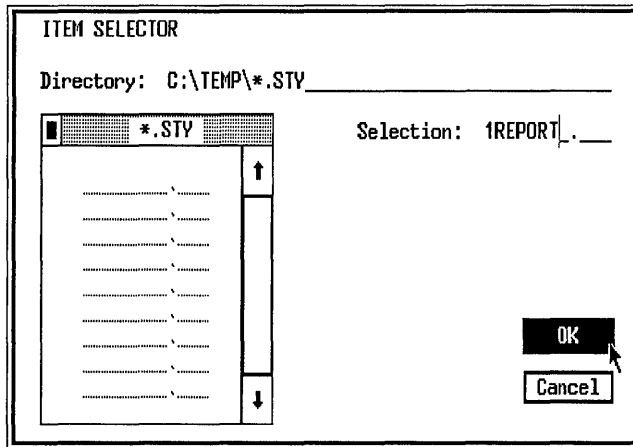 ITEM SELECTOR
Directory: C:\TEMP\*.STY
*.STY
Selection: 1REPORT_.___
OK
Cancel